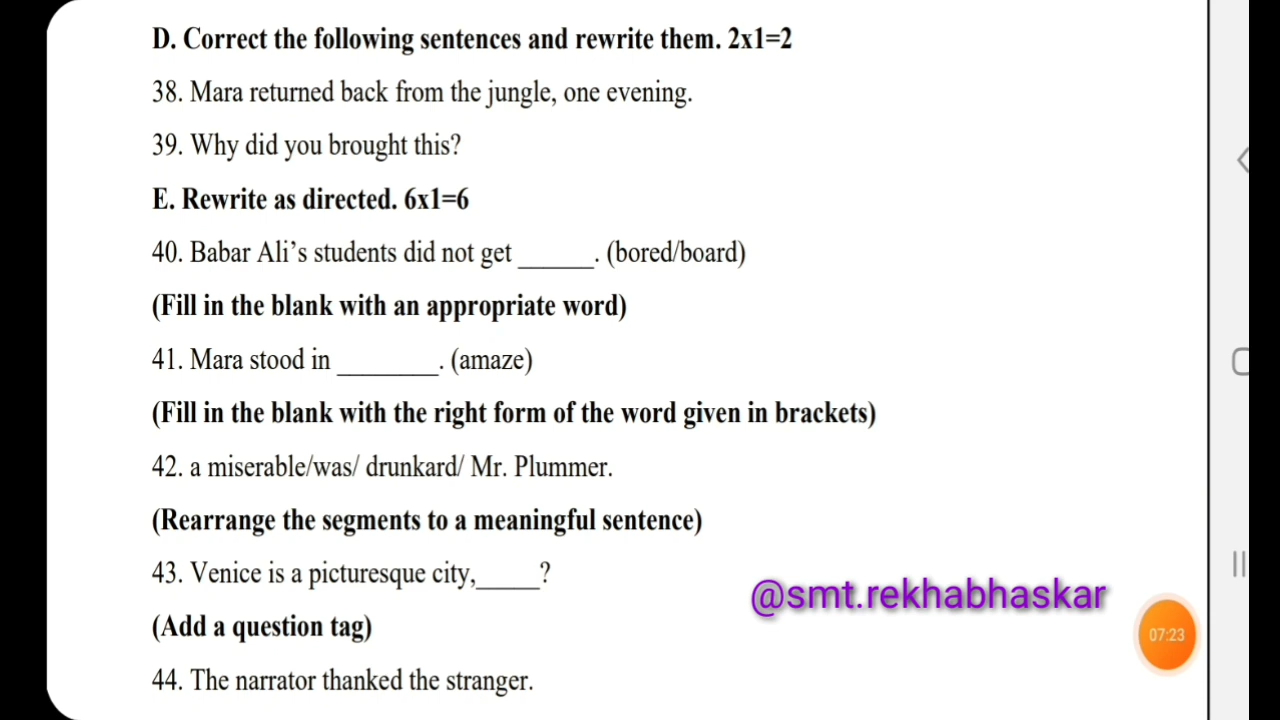 D. Correct the following sentences and rewrite them. 2x1=2
38. Mara returned back from the jungle, one evening.
39. Why did you brought this?
E. Rewrite as directed. 6x1=6
40. Babar Ali’s students did not get ______. (bored/board)
(Fill in the blank with an appropriate word)
41. Mara stood in ________. (amaze)
(Fill in the blank with the right form of the word given in brackets)
42. a miserable/was/ drunkard/ Mr. Plummer.
(Rearrange the segments to a meaningful sentence)
43. Venice is a picturesque city,_____?
@smt.rekhabhaskar
(Add a question tag)
07:23
44. The narrator thanked the stranger.